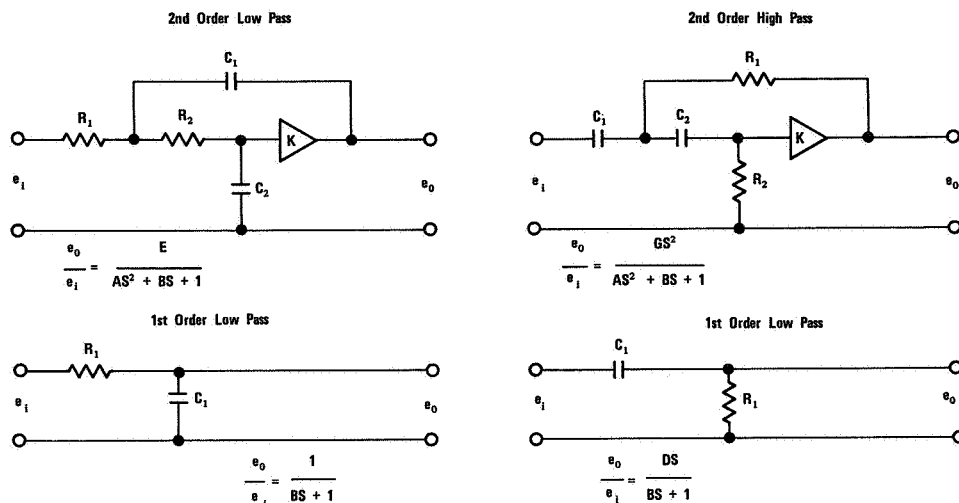 2nd Order Low Pass
C₁
R₁
R₂
K
C₂
eᵢ
e₀
e₀
E
eᵢ
=
AS² + BS + 1
2nd Order High Pass
R₁
C₁
C₂
K
R₂
eᵢ
e₀
e₀
GS²
eᵢ
=
AS² + BS + 1
1st Order Low Pass
R₁
C₁
eᵢ
e₀
e₀
1
eᵢ
=
BS + 1
1st Order Low Pass
C₁
R₁
eᵢ
e₀
e₀
DS
eᵢ
=
BS + 1